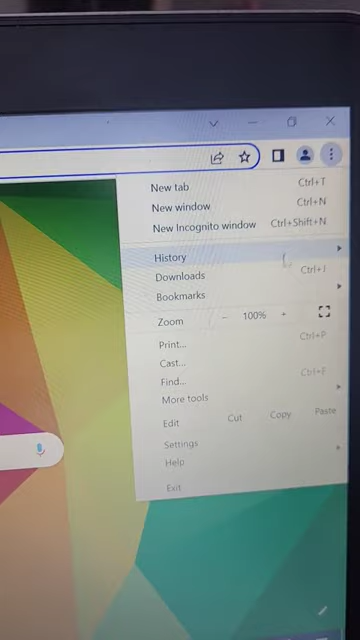 New tab Ctrl+T
New window Ctrl+N
New Incognito window Ctrl+Shift+N
History
Downloads Ctrl+J
Bookmarks
Zoom – 100% +
Print... Ctrl+P
Cast...
Find... Ctrl+F
More tools
Edit Cut Copy Paste
Settings
Help
Exit